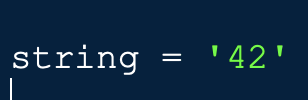 string = '42'